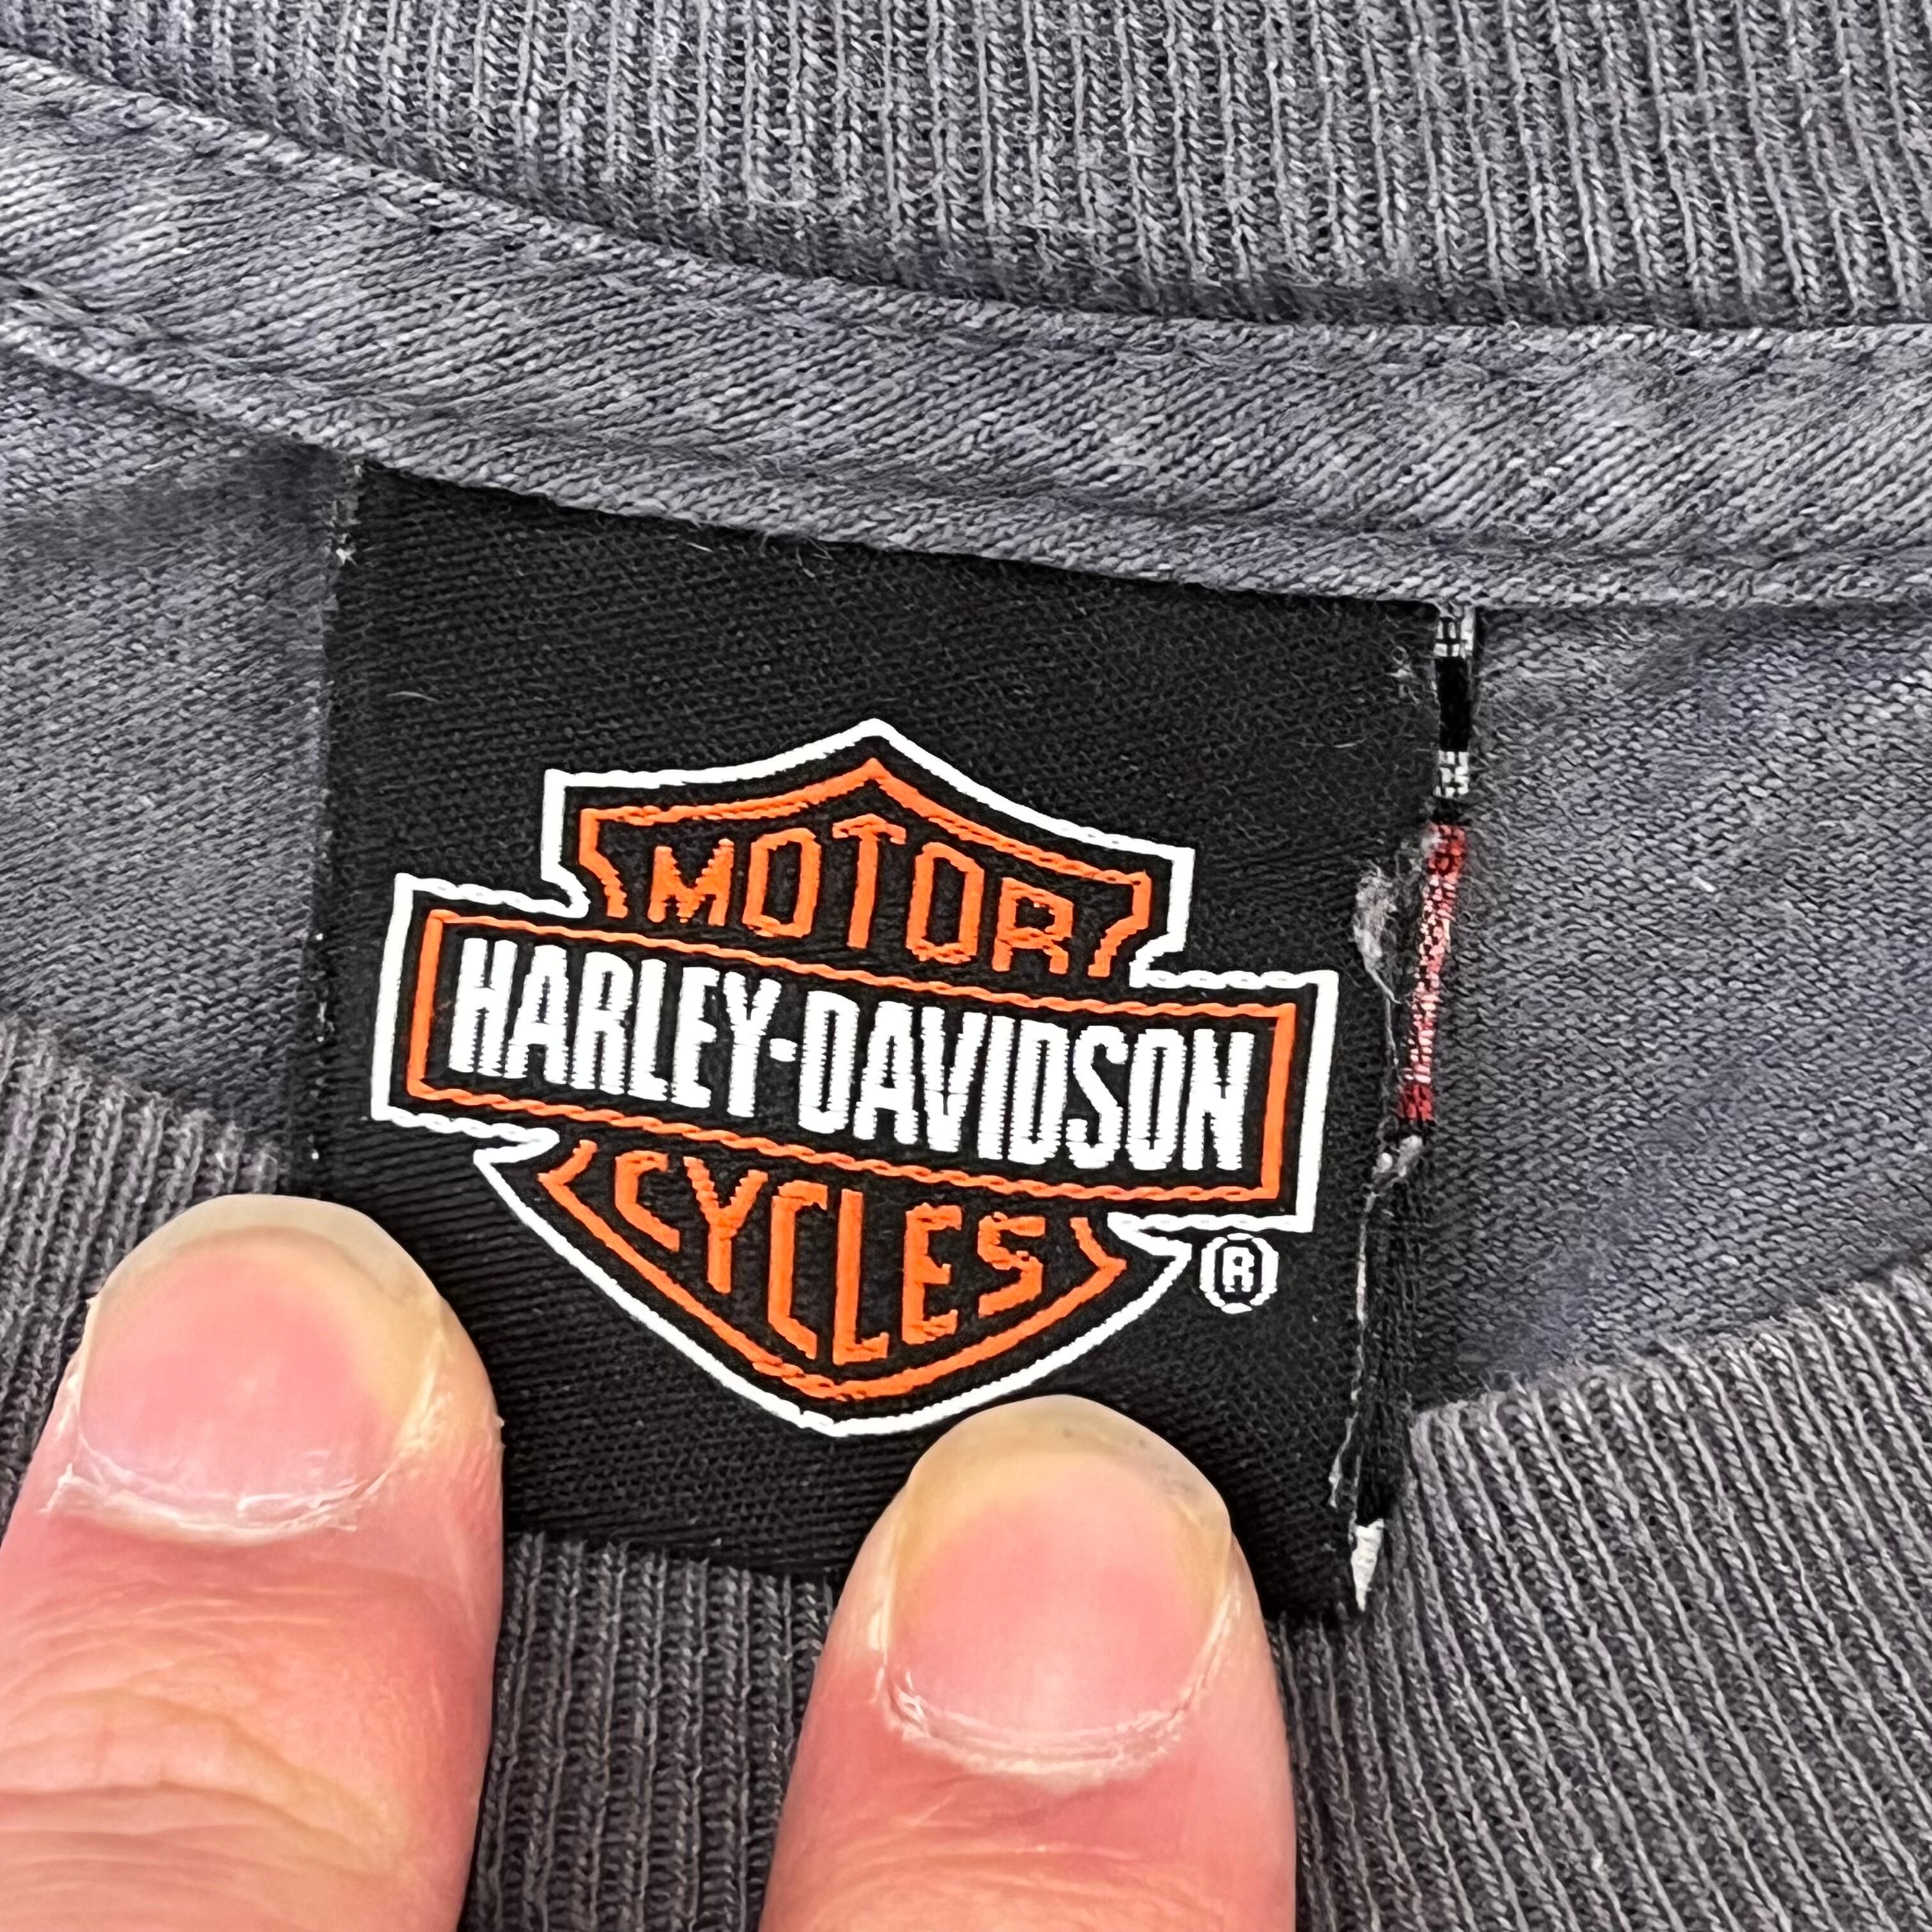 MOTOR
HARLEY-DAVIDSON
CYCLES
®